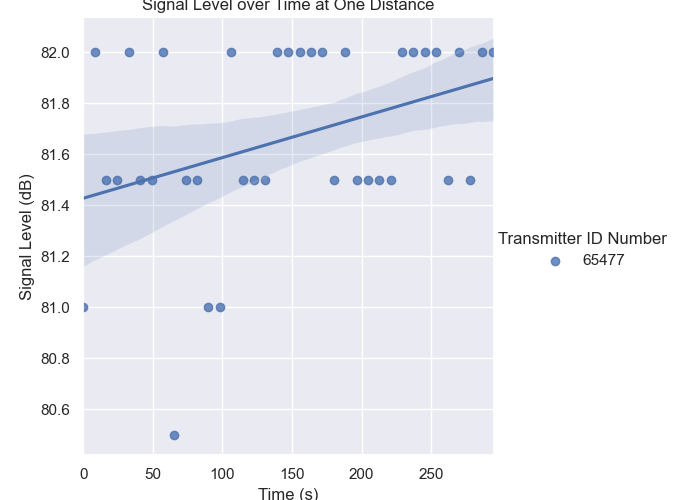 Signal Level over Time at One Distance
82.0
81.8
81.6
81.4
81.2
81.0
80.8
80.6
Signal Level (dB)
0 50 100 150 200 250
Time (s)
Transmitter ID Number
65477